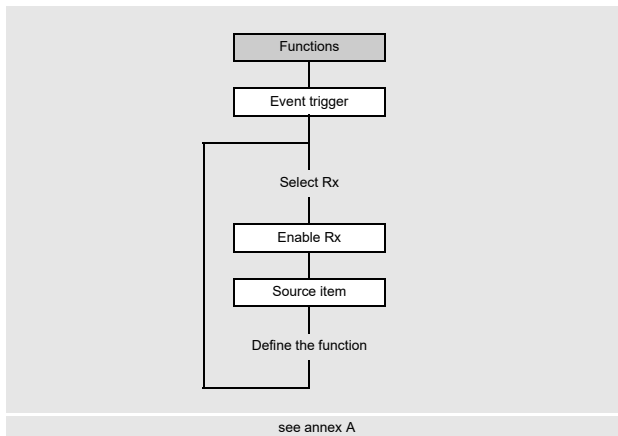 Functions
Event trigger
Select Rx
Enable Rx
Source item
Define the function
see annex A